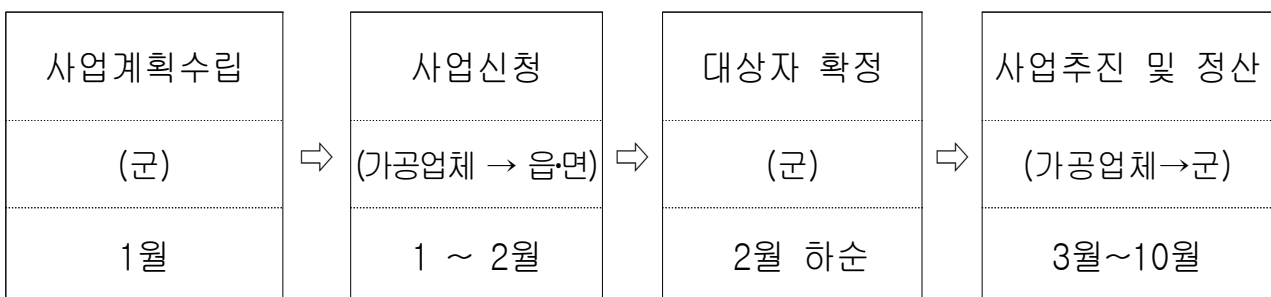 사업계획수립
(군)
1월
⇨
사업신청
(가공업체 → 읍·면)
1 ~ 2월
⇨
대상자 확정
(군)
2월 하순
⇨
사업추진 및 정산
(가공업체→군)
3월~10월